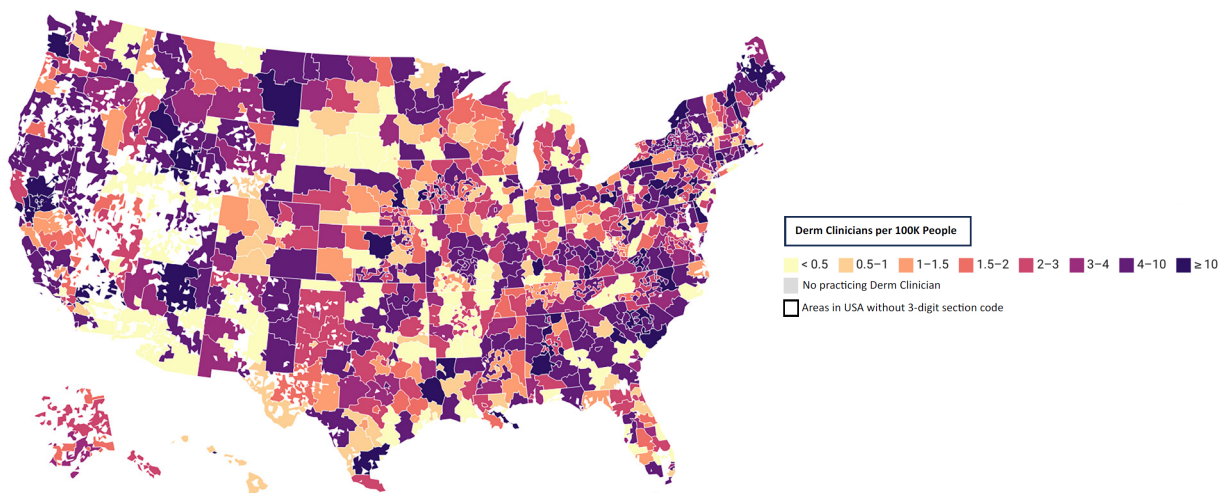 Derm Clinicians per 100K People
< 0.5 0.5–1 1–1.5 1.5–2 2–3 3–4 4–10 ≥ 10
No practicing Derm Clinician
Areas in USA without 3-digit section code